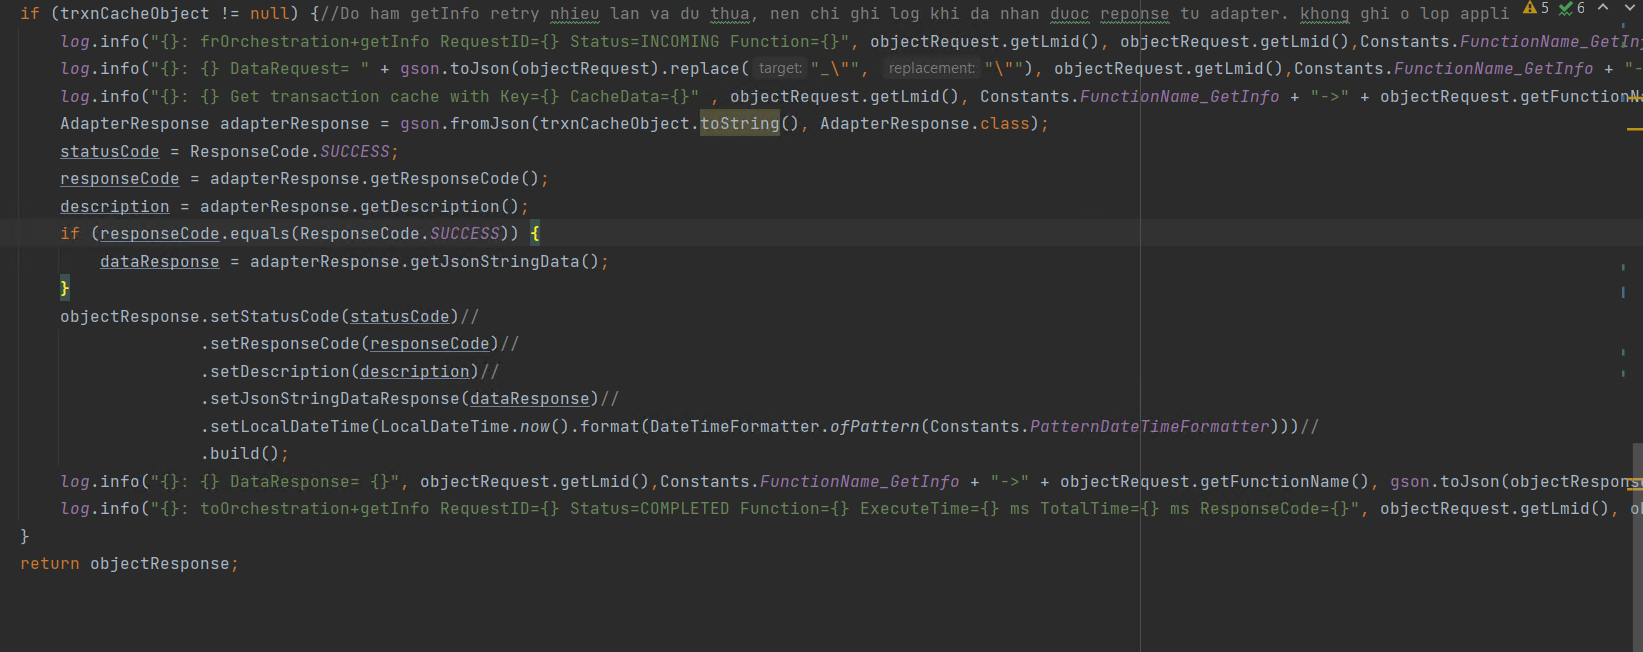 if (trxnCacheObject != null) {//Do ham getInfo retry nhieu lan va du thua, nen chi ghi log khi da nhan duoc reponse tu adapter. khong ghi o lop appli 5 6
log.info("{}: frOrchestration+getInfo RequestID={} Status=INCOMING Function={}", objectRequest.getLmid(), objectRequest.getLmid(),Constants.FunctionName_GetIn
log.info("{}: {} DataRequest= " + gson.toJson(objectRequest).replace( target: "_\"", replacement: "\""), objectRequest.getLmid(),Constants.FunctionName_GetInfo + "-
log.info("{}: {} Get transaction cache with Key={} CacheData={}" , objectRequest.getLmid(), Constants.FunctionName_GetInfo + "->" + objectRequest.getFunctionNa
AdapterResponse adapterResponse = gson.fromJson(trxnCacheObject.toString(), AdapterResponse.class);
statusCode = ResponseCode.SUCCESS;
responseCode = adapterResponse.getResponseCode();
description = adapterResponse.getDescription();
if (responseCode.equals(ResponseCode.SUCCESS)) {
dataResponse = adapterResponse.getJsonStringData();
}
objectResponse.setStatusCode(statusCode)//
.setResponseCode(responseCode)//
.setDescription(description)//
.setJsonStringDataResponse(dataResponse)//
.setLocalDateTime(LocalDateTime.now().format(DateTimeFormatter.ofPattern(Constants.PatternDateTimeFormatter)))//
.build();
log.info("{}: {} DataResponse= {}", objectRequest.getLmid(),Constants.FunctionName_GetInfo + "->" + objectRequest.getFunctionName(), gson.toJson(objectRespons
log.info("{}: toOrchestration+getInfo RequestID={} Status=COMPLETED Function={} ExecuteTime={} ms TotalTime={} ms ResponseCode={}", objectRequest.getLmid(), ob
}
return objectResponse;